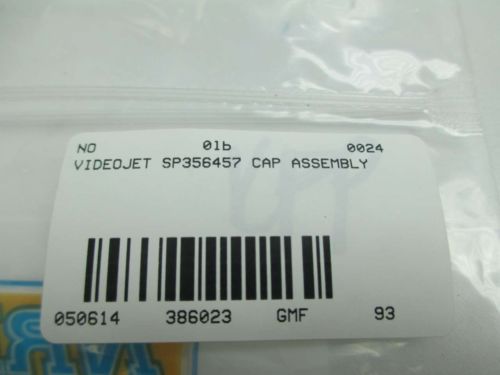 NO 01b 0024
VIDEOJET SP356457 CAP ASSEMBLY
050614 386023 GMF 93